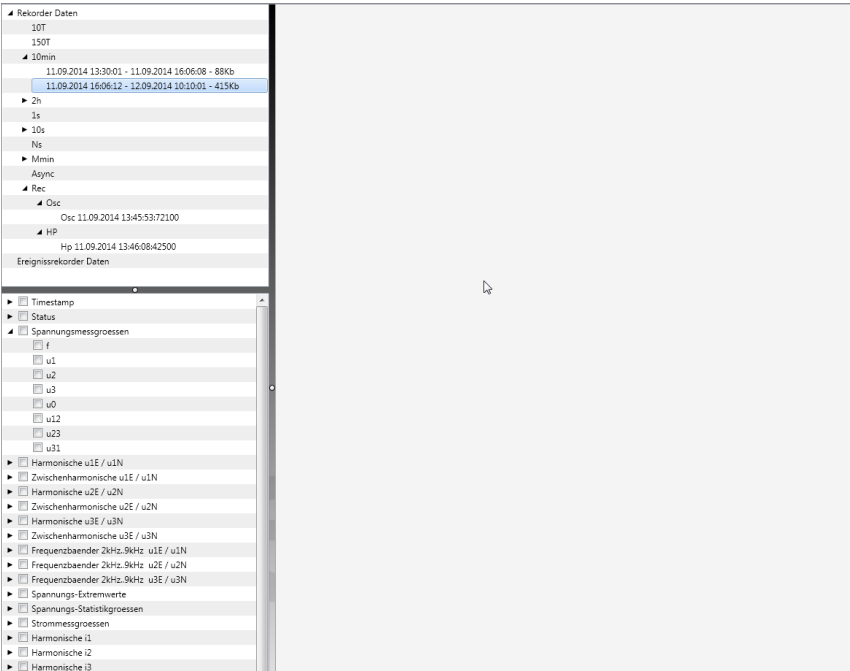 Rekorder Daten
10T
150T
10min
11.09.2014 13:30:01 - 11.09.2014 16:06:08 - 88Kb
11.09.2014 16:06:12 - 12.09.2014 10:10:01 - 415Kb
2h
1s
10s
Ns
Mmin
Async
Rec
Osc
Osc 11.09.2014 13:45:53:72100
HP
Hp 11.09.2014 13:46:08:42500
Ereignissrekorder Daten
Timestamp
Status
Spannungsmessgroessen
f
u1
u2
u3
u0
u12
u23
u31
Harmonische u1E / u1N
Zwischenharmonische u1E / u1N
Harmonische u2E / u2N
Zwischenharmonische u2E / u2N
Harmonische u3E / u3N
Zwischenharmonische u3E / u3N
Frequenzbaender 2kHz..9kHz u1E / u1N
Frequenzbaender 2kHz..9kHz u2E / u2N
Frequenzbaender 2kHz..9kHz u3E / u3N
Spannungs-Extremwerte
Spannungs-Statistikgroessen
Strommessgroessen
Harmonische i1
Harmonische i2
Harmonische i3